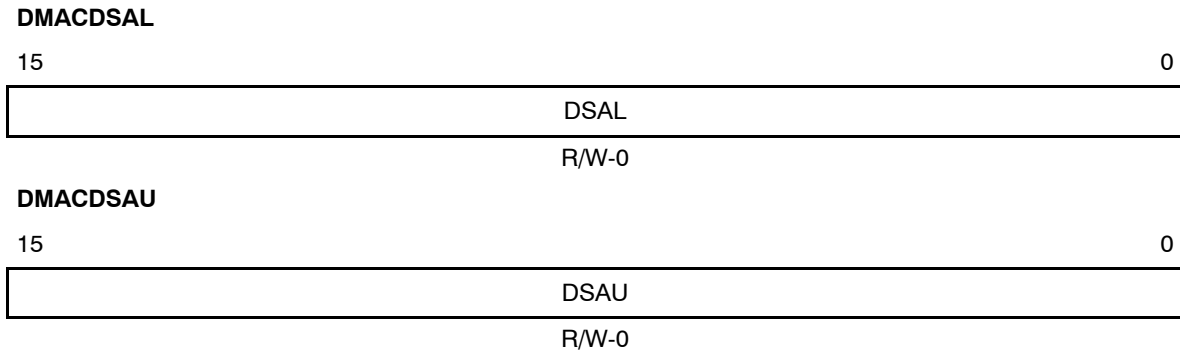 DMACDSAL
15 0
DSAL
R/W-0
DMACDSAU
15 0
DSAU
R/W-0